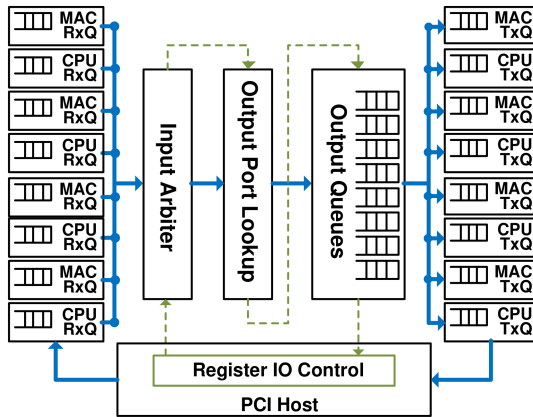 MAC
RxQ
CPU
RxQ
MAC
RxQ
CPU
RxQ
MAC
RxQ
CPU
RxQ
MAC
RxQ
CPU
RxQ
Input Arbiter
Output Port Lookup
Output Queues
MAC
TxQ
CPU
TxQ
MAC
TxQ
CPU
TxQ
MAC
TxQ
CPU
TxQ
MAC
TxQ
CPU
TxQ
Register IO Control
PCI Host